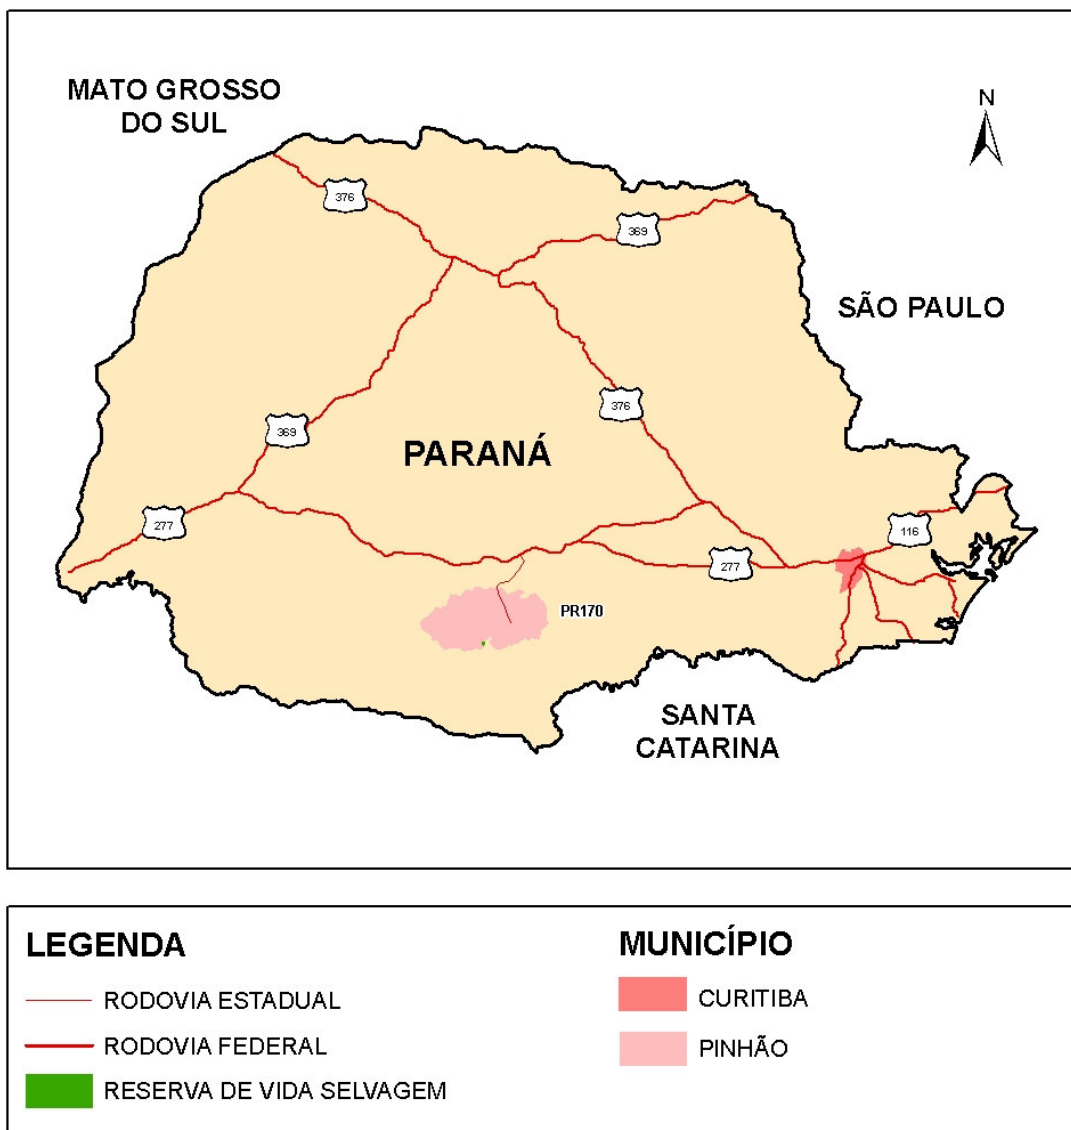 MATO GROSSO
DO SUL
N
376
369
SÃO PAULO
376
369
PARANÁ
277
116
277
PR170
SANTA
CATARINA
LEGENDA
RODOVIA ESTADUAL
RODOVIA FEDERAL
RESERVA DE VIDA SELVAGEM
MUNICÍPIO
CURITIBA
PINHÃO